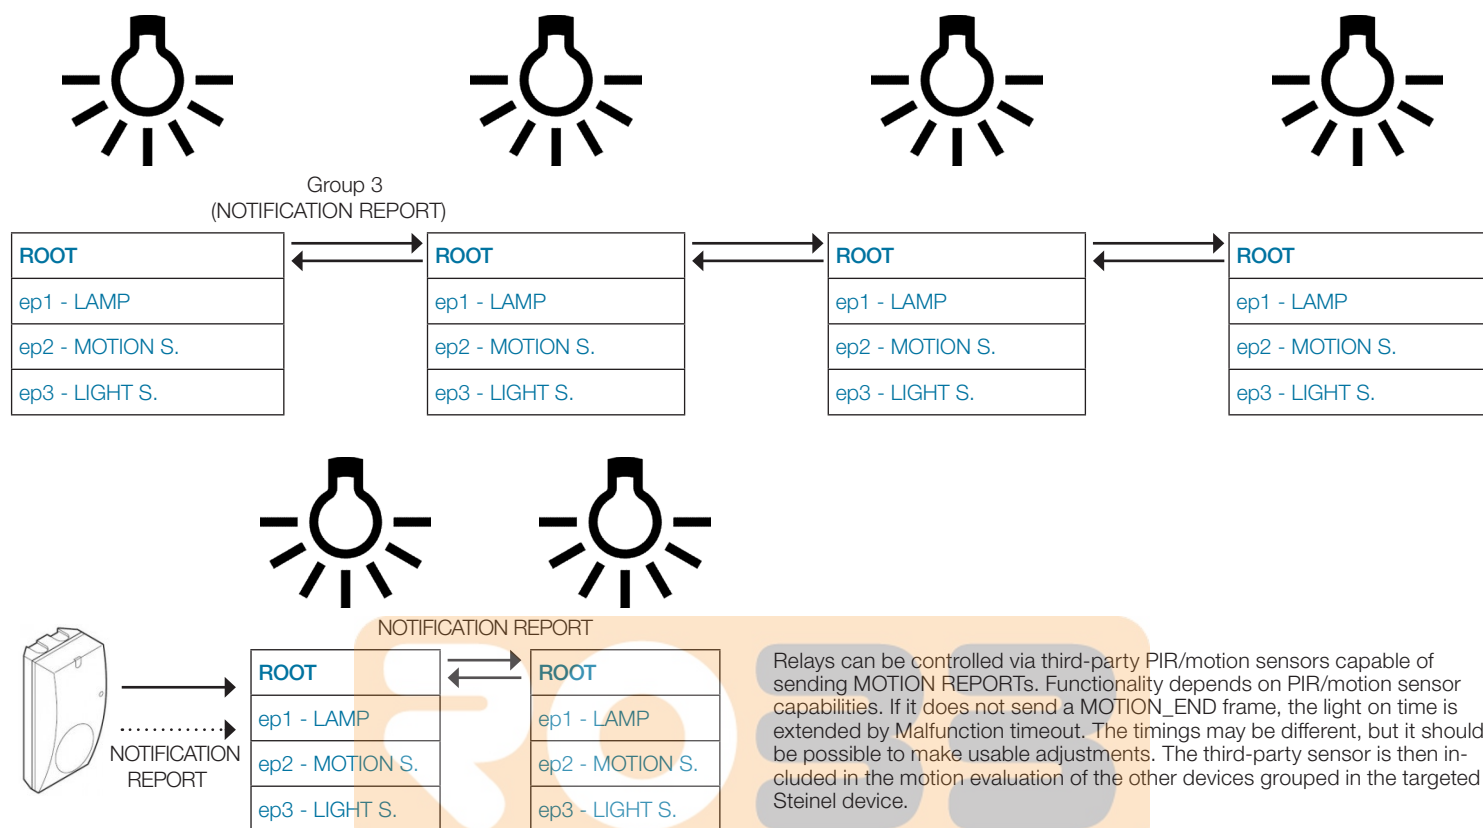 Group 3
(NOTIFICATION REPORT)
ROOT
ep1 - LAMP
ep2 - MOTION S.
ep3 - LIGHT S.
ROOT
ep1 - LAMP
ep2 - MOTION S.
ep3 - LIGHT S.
ROOT
ep1 - LAMP
ep2 - MOTION S.
ep3 - LIGHT S.
ROOT
ep1 - LAMP
ep2 - MOTION S.
ep3 - LIGHT S.
NOTIFICATION REPORT
NOTIFICATION
REPORT
ROOT
ep1 - LAMP
ep2 - MOTION S.
ep3 - LIGHT S.
ROOT
ep1 - LAMP
ep2 - MOTION S.
ep3 - LIGHT S.
Relays can be controlled via third-party PIR/motion sensors capable of
sending MOTION REPORTs. Functionality depends on PIR/motion sensor
capabilities. If it does not send a MOTION_END frame, the light on time is
extended by Malfunction timeout. The timings may be different, but it should
be possible to make usable adjustments. The third-party sensor is then in-
cluded in the motion evaluation of the other devices grouped in the targeted
Steinel device.